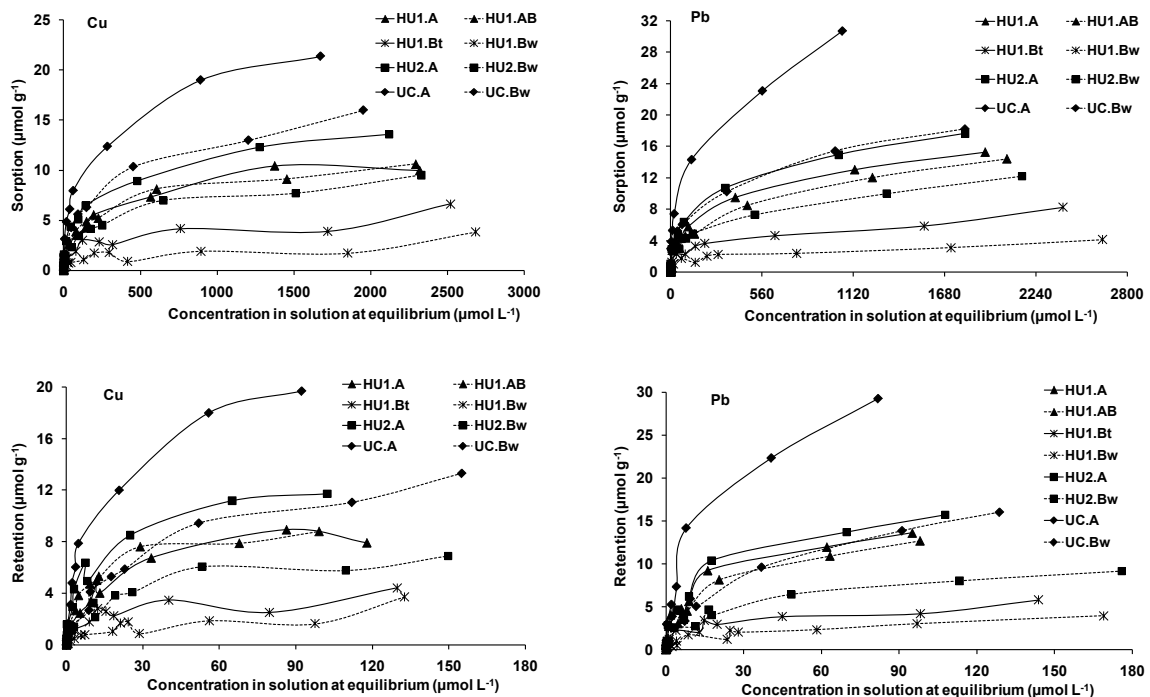 Cu
Sorption (µmol g⁻¹)
25
20
15
10
5
0
0 500 1000 1500 2000 2500 3000
Concentration in solution at equilibrium (µmol L⁻¹)
HU1.A HU1.AB
HU1.Bt HU1.Bw
HU2.A HU2.Bw
UC.A UC.Bw
Pb
Sorption (µmol g⁻¹)
32
28
24
20
16
12
8
4
0
0 560 1120 1680 2240 2800
Concentration in solution at equilibrium (µmol L⁻¹)
HU1.A HU1.AB
HU1.Bt HU1.Bw
HU2.A HU2.Bw
UC.A UC.Bw
Cu
Retention (µmol g⁻¹)
20
16
12
8
4
0
0 30 60 90 120 150 180
Concentration in solution at equilibrium (µmol L⁻¹)
HU1.A HU1.AB
HU1.Bt HU1.Bw
HU2.A HU2.Bw
UC.A UC.Bw
Pb
Retention (µmol g⁻¹)
30
25
20
15
10
5
0
0 30 60 90 120 150 180
Concentration in solution at equilibrium (µmol L⁻¹)
HU1.A
HU1.AB
HU1.Bt
HU1.Bw
HU2.A
HU2.Bw
UC.A
UC.Bw